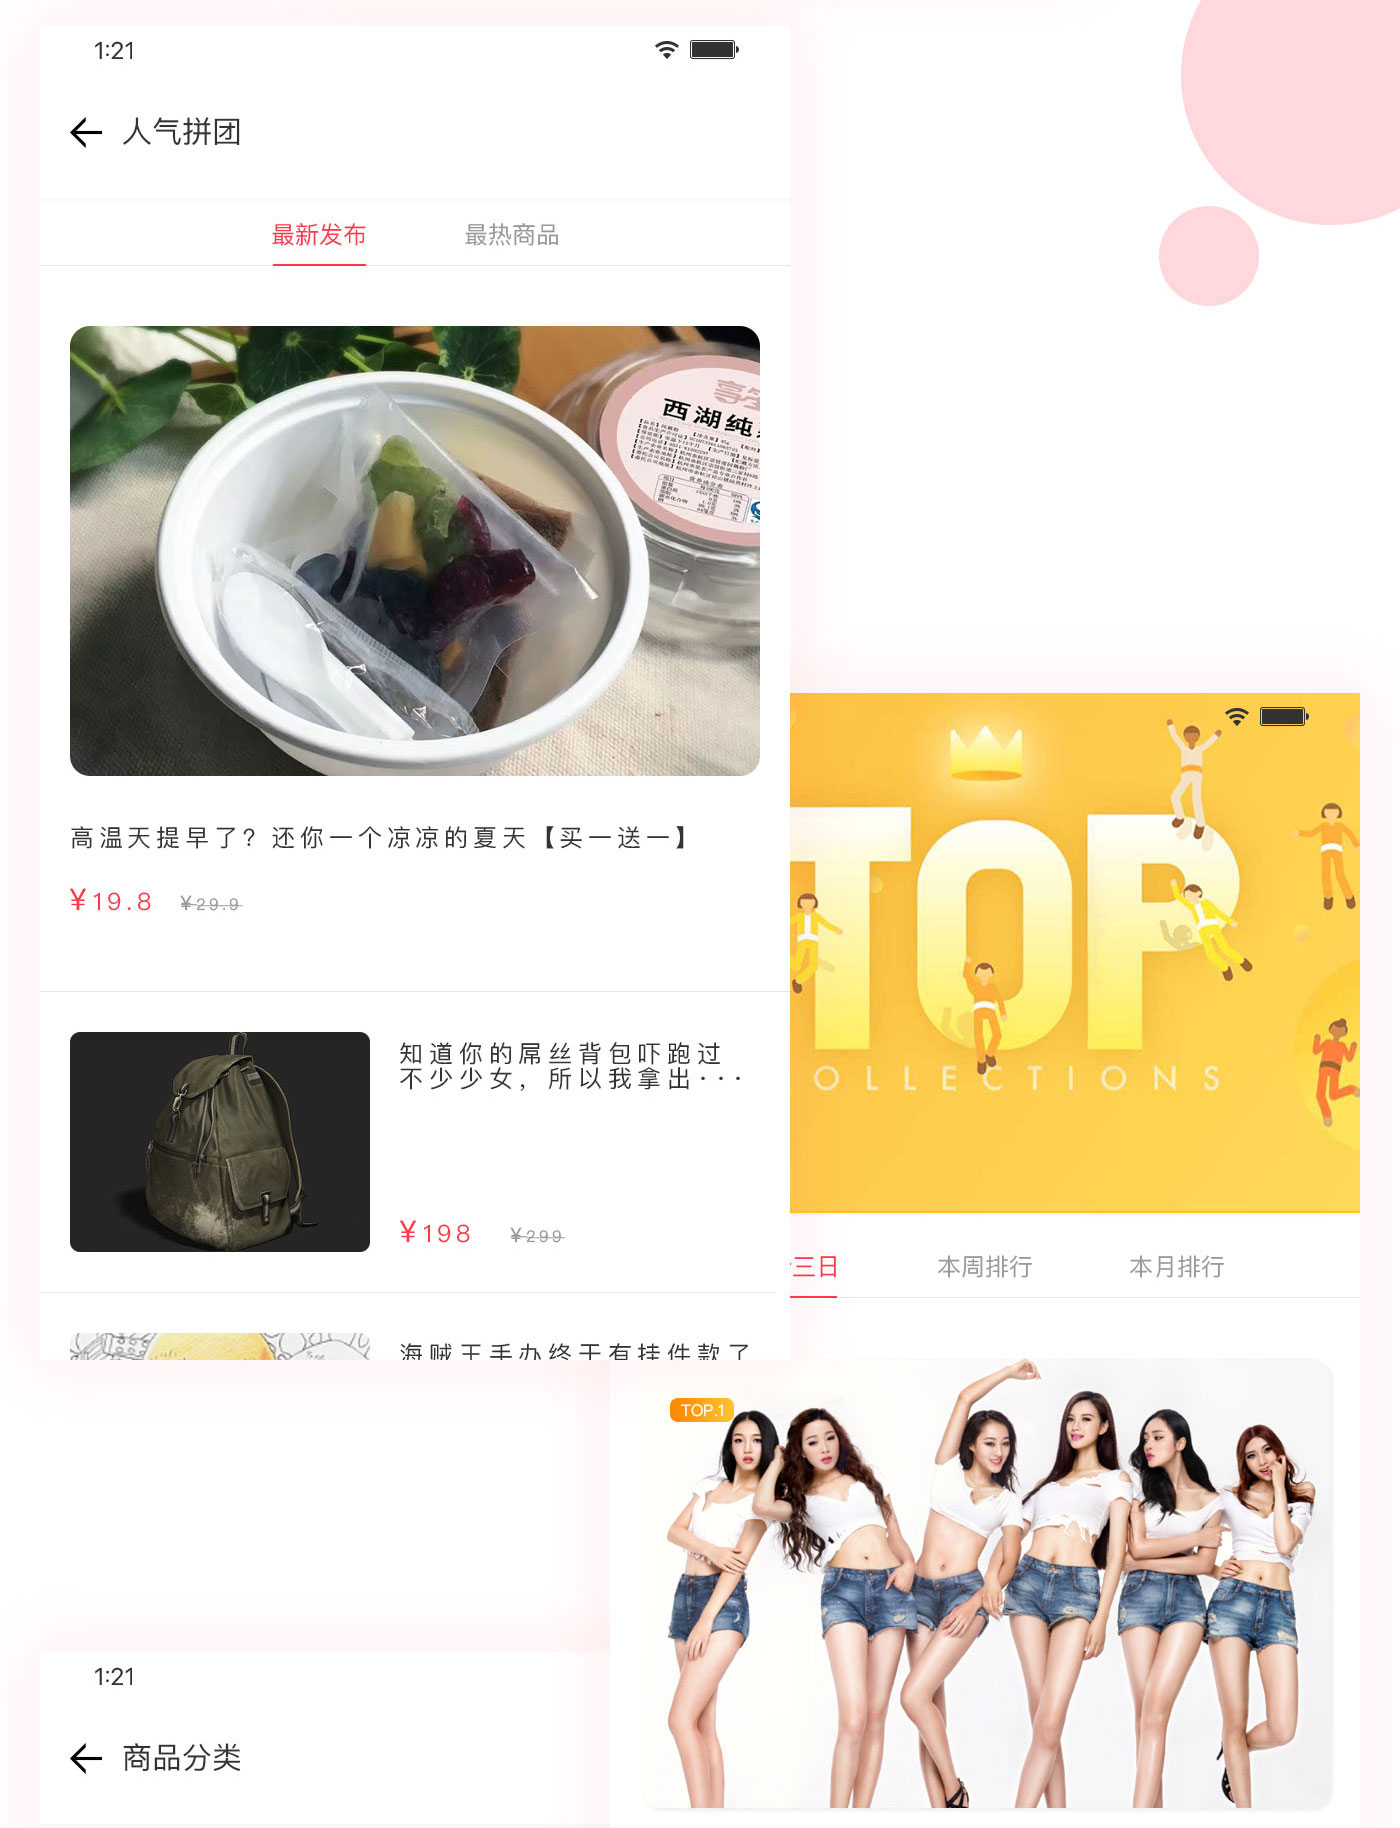 1:21
人气拼团
最新发布
最热商品
西湖纯
高温天提早了？还你一个凉凉的夏天【买一送一】
¥19.8
¥29.9
知道你的屌丝背包吓跑过
不少少女，所以我拿出···
¥198
¥299
海贼王手办终于有挂件款了
TOP
OLLECTIONS
三日
本周排行
本月排行
TOP.1
1:21
商品分类